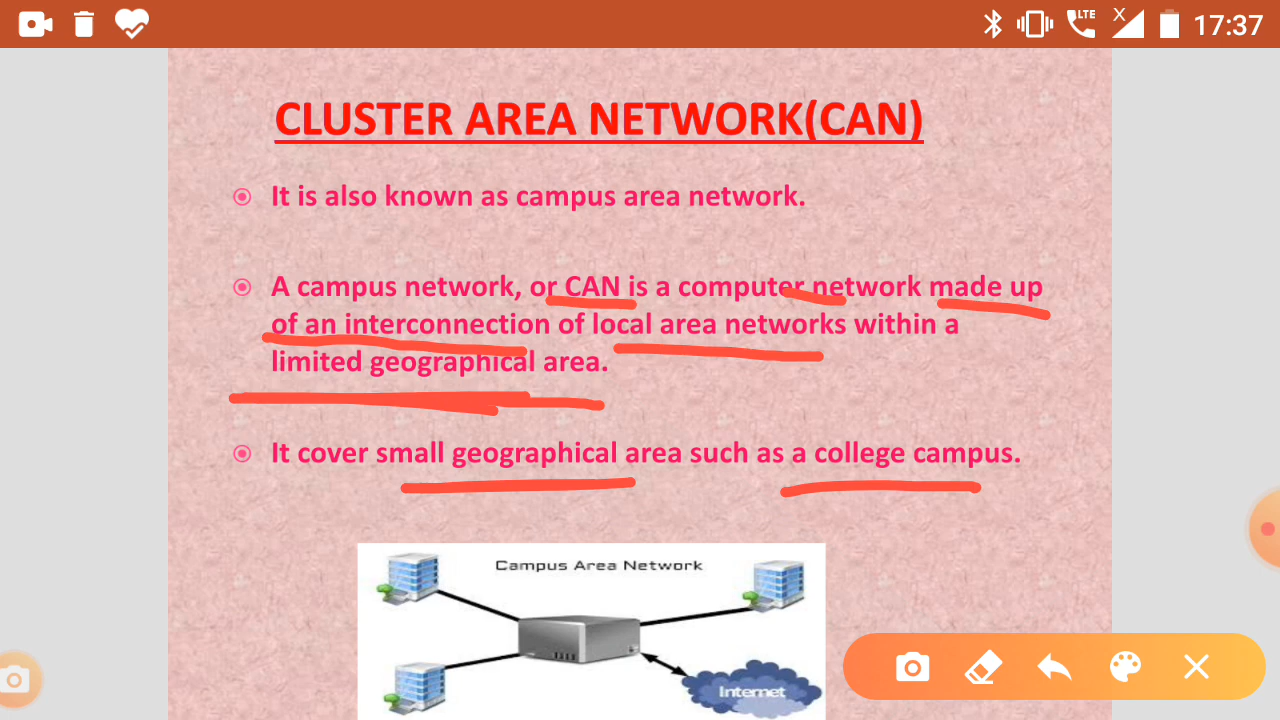 LTE X 17:37
CLUSTER AREA NETWORK(CAN)
It is also known as campus area network.
A campus network, or CAN is a computer network made up
of an interconnection of local area networks within a
limited geographical area.
It cover small geographical area such as a college campus.
Campus Area Network
Internet